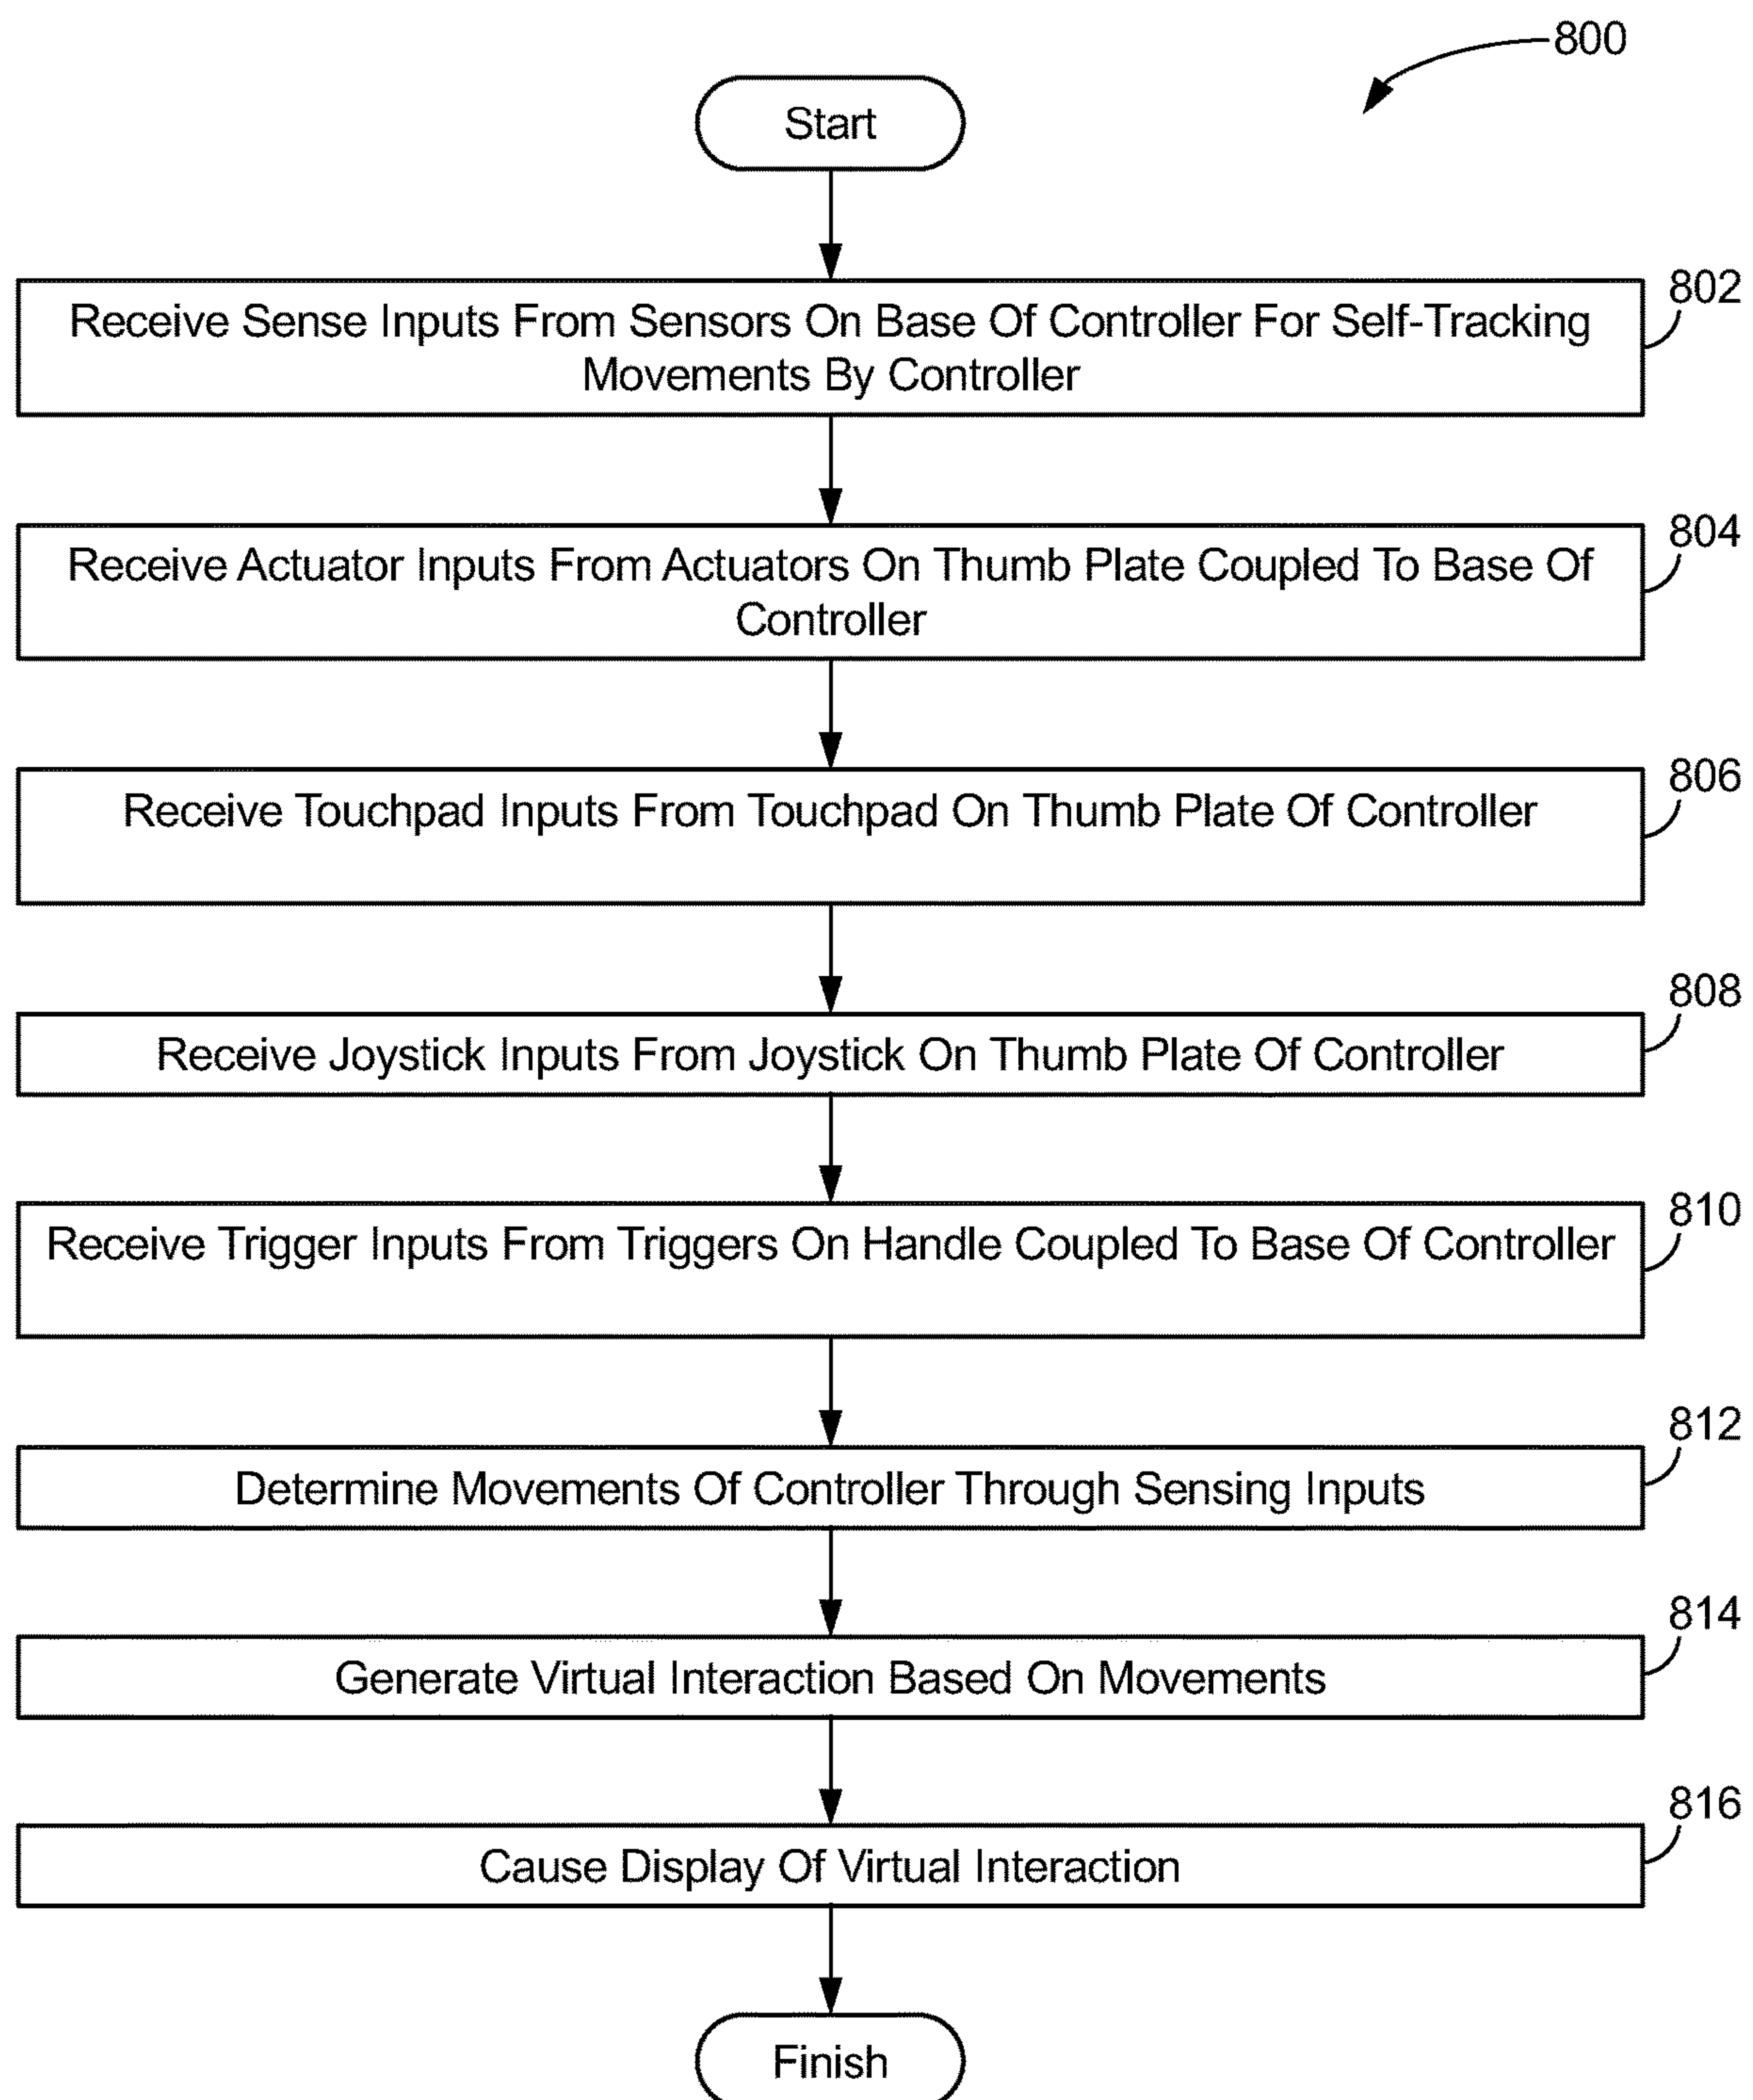 800
Start
802
Receive Sense Inputs From Sensors On Base Of Controller For Self-Tracking
Movements By Controller
804
Receive Actuator Inputs From Actuators On Thumb Plate Coupled To Base Of
Controller
806
Receive Touchpad Inputs From Touchpad On Thumb Plate Of Controller
808
Receive Joystick Inputs From Joystick On Thumb Plate Of Controller
810
Receive Trigger Inputs From Triggers On Handle Coupled To Base Of Controller
812
Determine Movements Of Controller Through Sensing Inputs
814
Generate Virtual Interaction Based On Movements
816
Cause Display Of Virtual Interaction
Finish